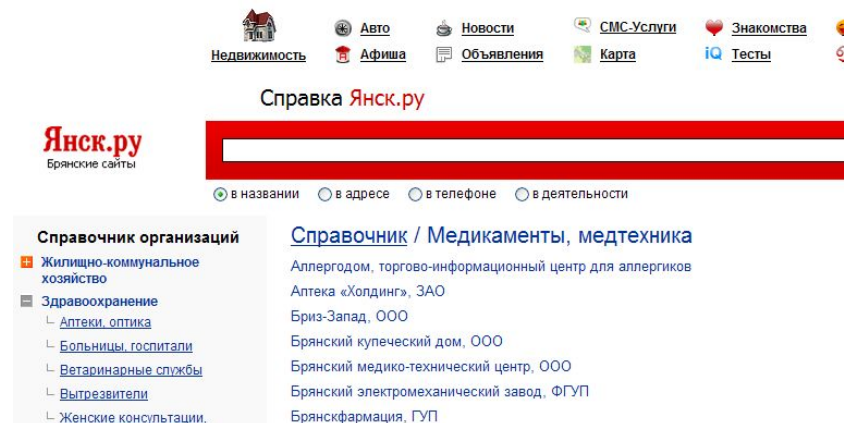 Авто Новости СМС-Услуги Знакомства
Недвижимость Афиша Объявления Карта iQ Тесты
Справка Янск.ру
Янск.ру
Брянские сайты
в названии в адресе в телефоне в деятельности
Справочник организаций
Жилищно-коммунальное
хозяйство
Здравоохранение
Аптеки, оптика
Больницы, госпитали
Ветаринарные службы
Вытрезвители
Женские консультации,
Справочник / Медикаменты, медтехника
Аллергодом, торгово-информационный центр для аллергиков
Аптека «Холдинг», ЗАО
Бриз-Запад, ООО
Брянский купеческий дом, ООО
Брянский медико-технический центр, ООО
Брянский электромеханический завод, ФГУП
Брянскфармация, ГУП